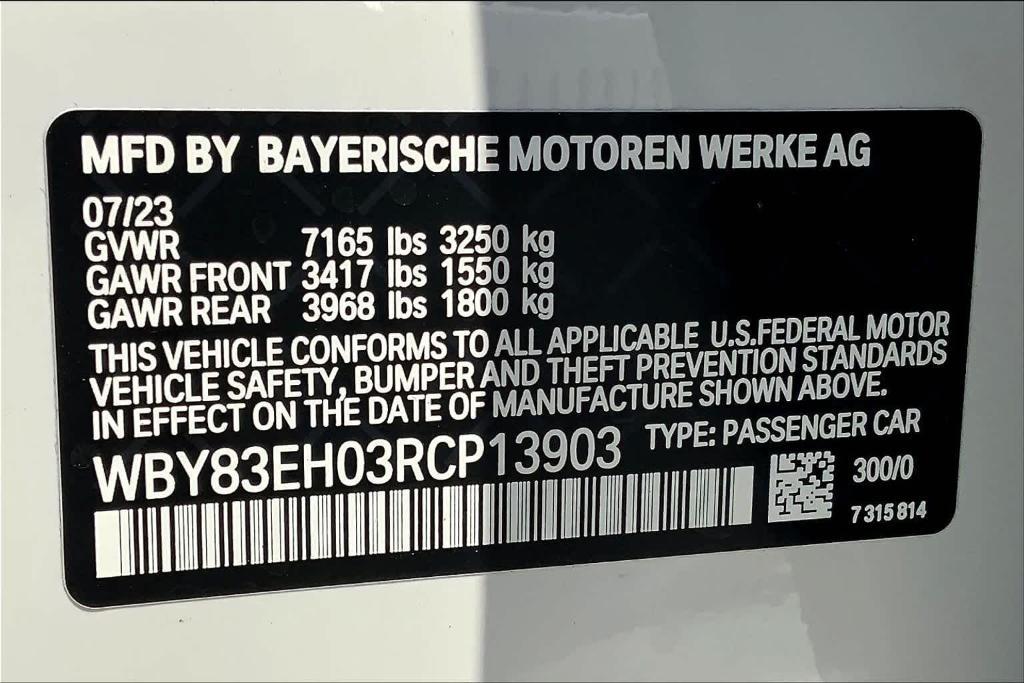 MFD BY BAYERISCHE MOTOREN WERKE AG
07/23
GVWR 7165 lbs 3250 kg
GAWR FRONT 3417 lbs 1550 kg
GAWR REAR 3968 lbs 1800 kg
THIS VEHICLE CONFORMS TO ALL APPLICABLE U.S.FEDERAL MOTOR
VEHICLE SAFETY, BUMPER AND THEFT PREVENTION STANDARDS
IN EFFECT ON THE DATE OF MANUFACTURE SHOWN ABOVE.
WBY83EH03RCP13903 TYPE: PASSENGER CAR
300/0
7 315 814